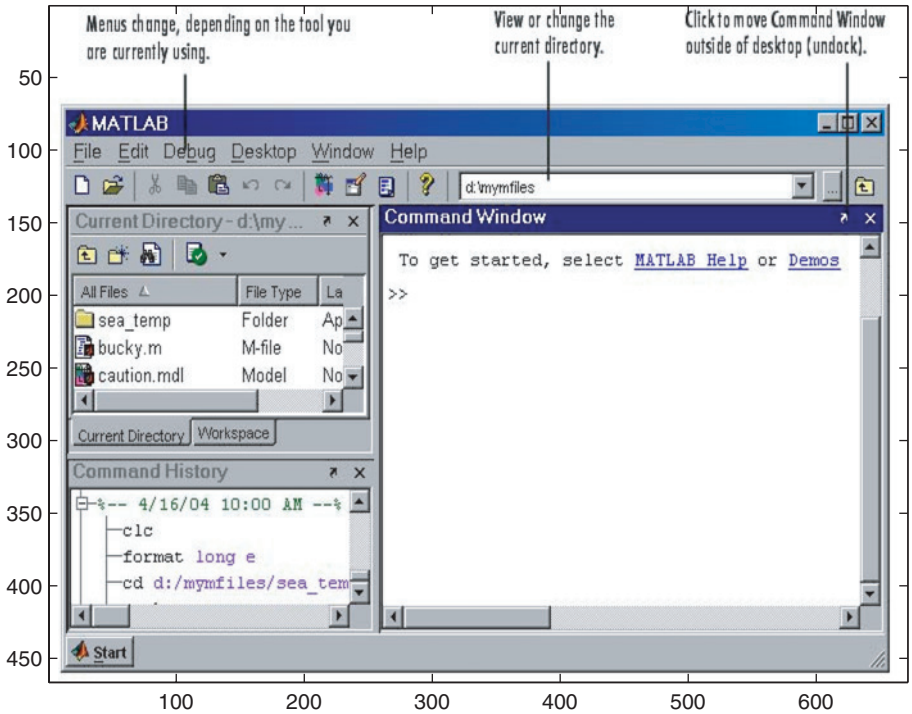 Menus change, depending on the tool you
are currently using.
View or change the
current directory.
Click to move Command Window
outside of desktop (undock).
MATLAB
File Edit Debug Desktop Window Help
d:\mymfiles
...
Current Directory - d:\my...
All Files File Type La
sea_temp Folder Ap
bucky.m M-file No
caution.mdl Model No
Current Directory Workspace
Command History
%-- 4/16/04 10:00 AM --%
clc
format long e
cd d:/mymfiles/sea_tem
Command Window
To get started, select MATLAB Help or Demos
>>
Start
50
100
150
200
250
300
350
400
450
100 200 300 400 500 600